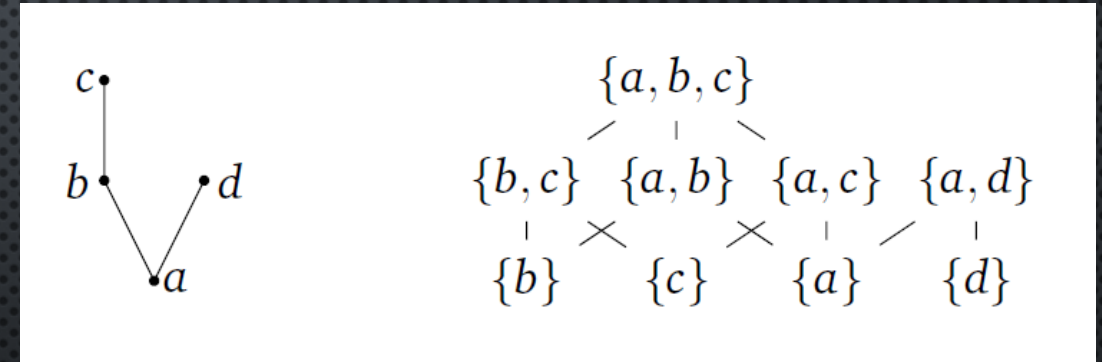 c
b d
a
{a, b, c}
{b, c} {a, b} {a, c} {a, d}
{b} {c} {a} {d}